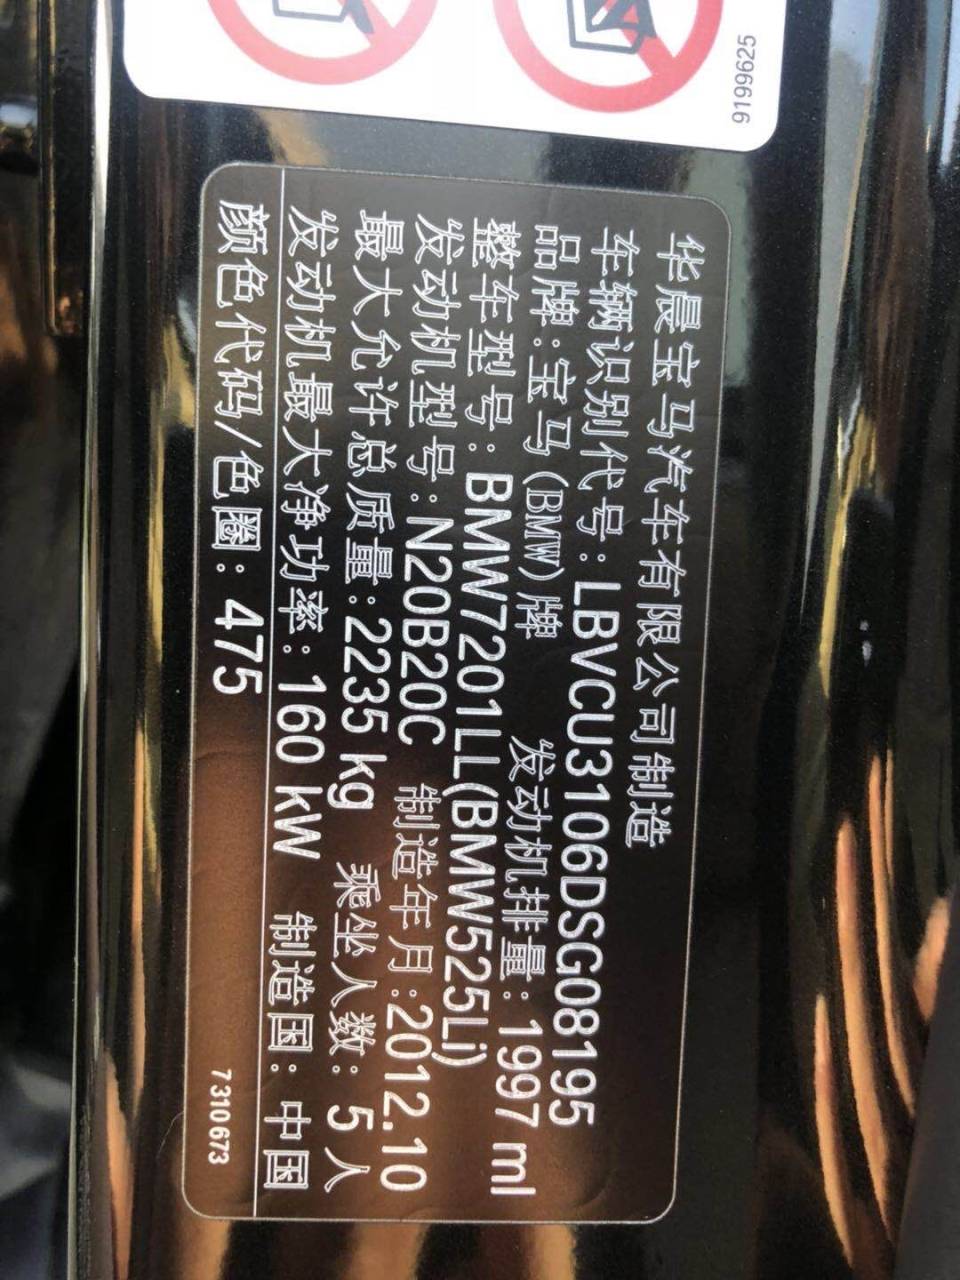 9199625
华晨宝马汽车有限公司制造
车辆识别代号:LBVCU3106DSG08195
品牌:宝马(BMW)牌 发动机排量:1997 ml
整车型号:BMW7201LL(BMW525Li)
发动机型号:N20B20C 制造年月:2012.10
最大允许总质量:2235 kg 乘坐人数: 5 人
发动机最大净功率:160 kW 制造国:中国
颜色代码/色圈: 475
7310673